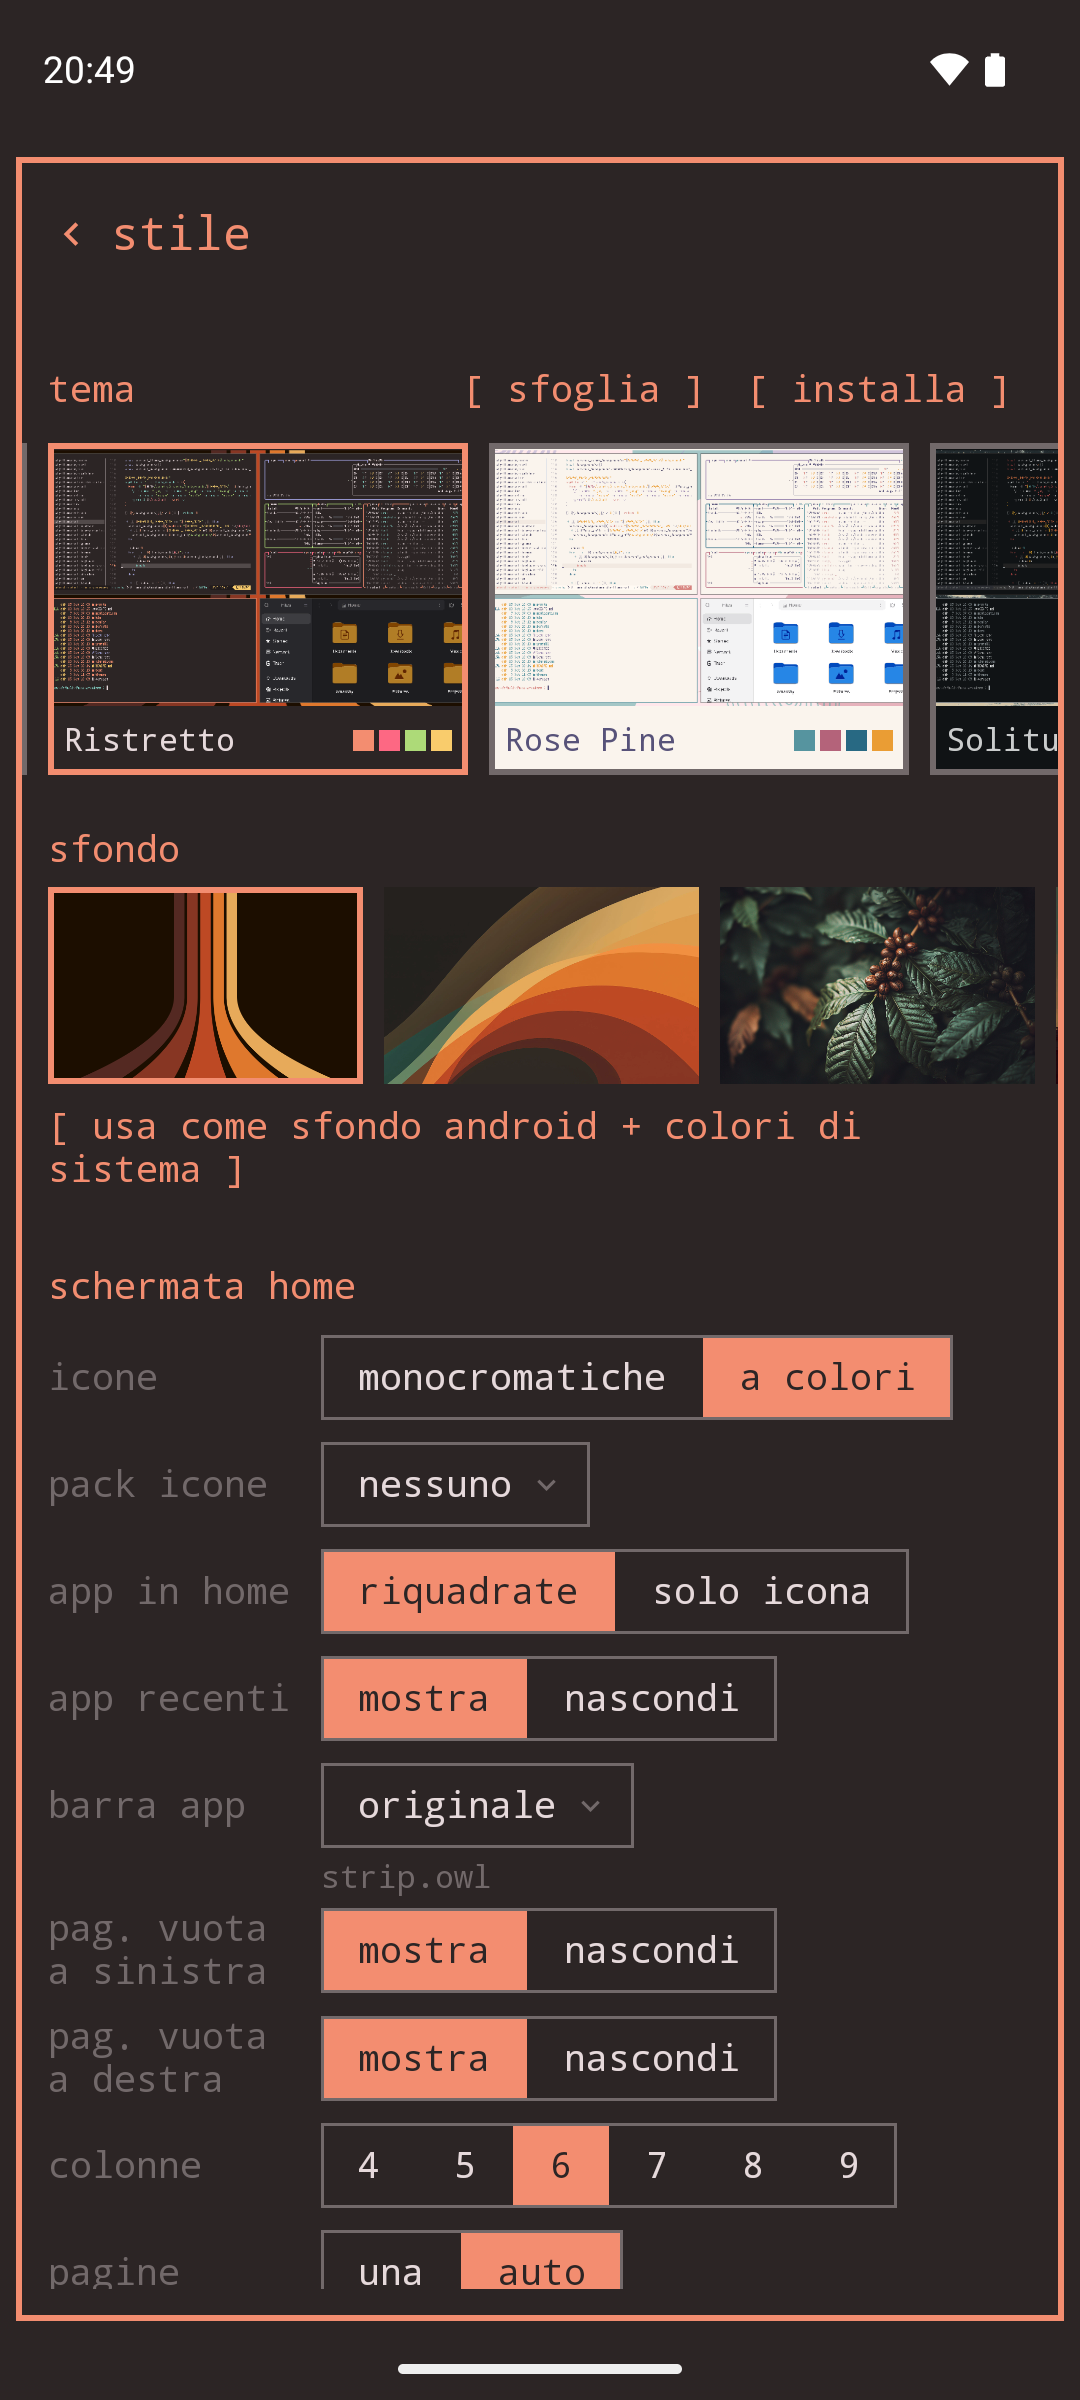 20:49
stile
tema [ sfoglia ] [ installa ]
Ristretto
Rose Pine
Solitu
sfondo
[ usa come sfondo android + colori di
sistema ]
schermata home
icone monocromatiche a colori
pack icone nessuno
app in home riquadrate solo icona
app recenti mostra nascondi
barra app originale
strip.owl
pag. vuota
a sinistra mostra nascondi
pag. vuota
a destra mostra nascondi
colonne 4 5 6 7 8 9
pagine una auto